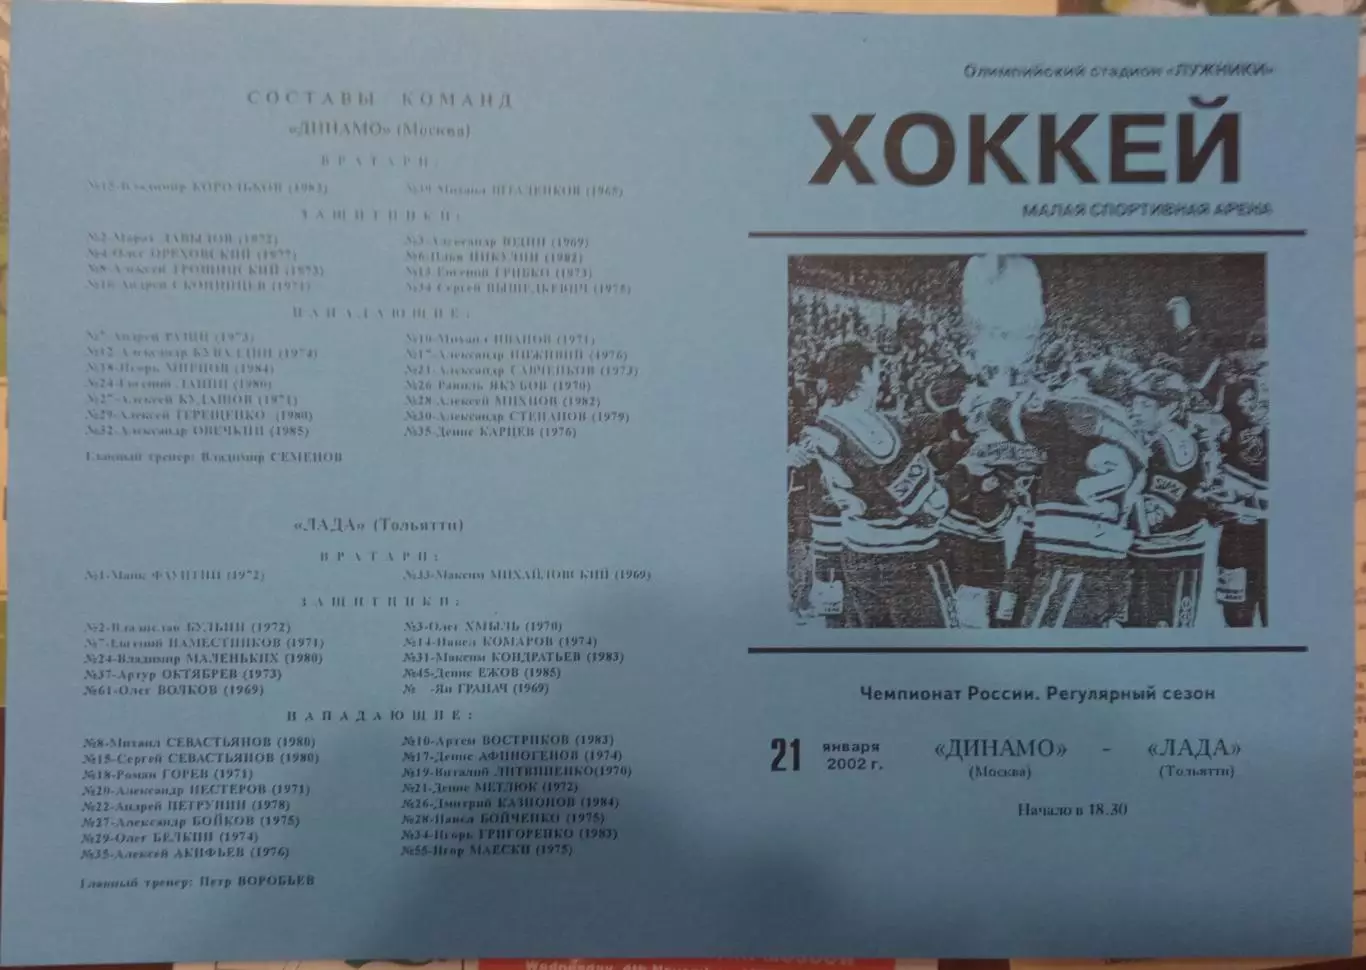 СОСТАВЫ КОМАНД
«ДИНАМО» (Москва)
ВРАТАРИ:
№15-Владимир КОРОЛЬКОВ (1983) №39-Михаил ШТАЛЕНКОВ (1965)
ЗАЩИТНИКИ:
№2-Марат ДАВЫДОВ (1972) №3-Александр ЮДИН (1969)
№4-Олег ОРЕХОВСКИЙ (1977) №6-Илья НИКУЛИН (1982)
№8-Алексей ТРОЩИНСКИЙ (1973) №13-Евгений ГРИБКО (1973)
№16-Андрей СКОПИНЦЕВ (1971) №34-Сергей ВЫШЕДКЕВИЧ (1975)
НАПАДАЮЩИЕ:
№7-Андрей РАЗИН (1973) №10-Михаил ИВАНОВ (1971)
№12-Александр КУВАЛДИН (1974) №17-Александр НИЖИВИЙ (1976)
№18-Игорь МИРНОВ (1984) №21-Александр САВЧЕНКОВ (1973)
№24-Евгений ЛАПИН (1980) №26-Раиль ЯКУБОВ (1970)
№27-Алексей КУДАШОВ (1971) №28-Алексей МИХНОВ (1982)
№29-Алексей ТЕРЕЩЕНКО (1980) №30-Александр СТЕПАНОВ (1979)
№32-Александр ОВЕЧКИН (1985) №35-Денис КАРЦЕВ (1976)
Главный тренер: Владимир СЕМЕНОВ
«ЛАДА» (Тольятти)
ВРАТАРИ:
№1-Майк ФАУНТИН (1972) №33-Максим МИХАЙЛОВСКИЙ (1969)
ЗАЩИТНИКИ:
№2-Владислав БУЛЬИН (1972) №3-Олег ХМЫЛЬ (1970)
№7-Евгений НАМЕСТНИКОВ (1971) №14-Павел КОМАРОВ (1974)
№24-Владимир МАЛЕНЬКИХ (1980) №31-Максим КОНДРАТЬЕВ (1983)
№37-Артур ОКТЯБРЕВ (1973) №45-Денис ЕЖОВ (1985)
№61-Олег ВОЛКОВ (1969) № -Ян ГРАНАЧ (1969)
НАПАДАЮЩИЕ:
№8-Михаил СЕВАСТЬЯНОВ (1980) №10-Артем ВОСТРИКОВ (1983)
№15-Сергей СЕВАСТЬЯНОВ (1980) №17-Денис АФИНОГЕНОВ (1974)
№18-Роман ГОРЕВ (1971) №19-Виталий ЛИТВИНЕНКО(1970)
№20-Александр НЕСТЕРОВ (1971) №21-Денис МЕТЛЮК (1972)
№22-Андрей ПЕТРУНИН (1978) №26-Дмитрий КАЗИОНОВ (1984)
№27-Александр БОЙКОВ (1975) №28-Павел БОЙЧЕНКО (1975)
№29-Олег БЕЛКИН (1974) №34-Игорь ГРИГОРЕНКО (1983)
№35-Алексей АКИФЬЕВ (1976) №55-Игор МАЕСКИ (1975)
Главный тренер: Петр ВОРОБЬЕВ
Олимпийский стадион «ЛУЖНИКИ»
ХОККЕЙ
МАЛАЯ СПОРТИВНАЯ АРЕНА
Чемпионат России. Регулярный сезон
21 января 2002 г. «ДИНАМО» - «ЛАДА»
(Москва) (Тольятти)
Начало в 18.30